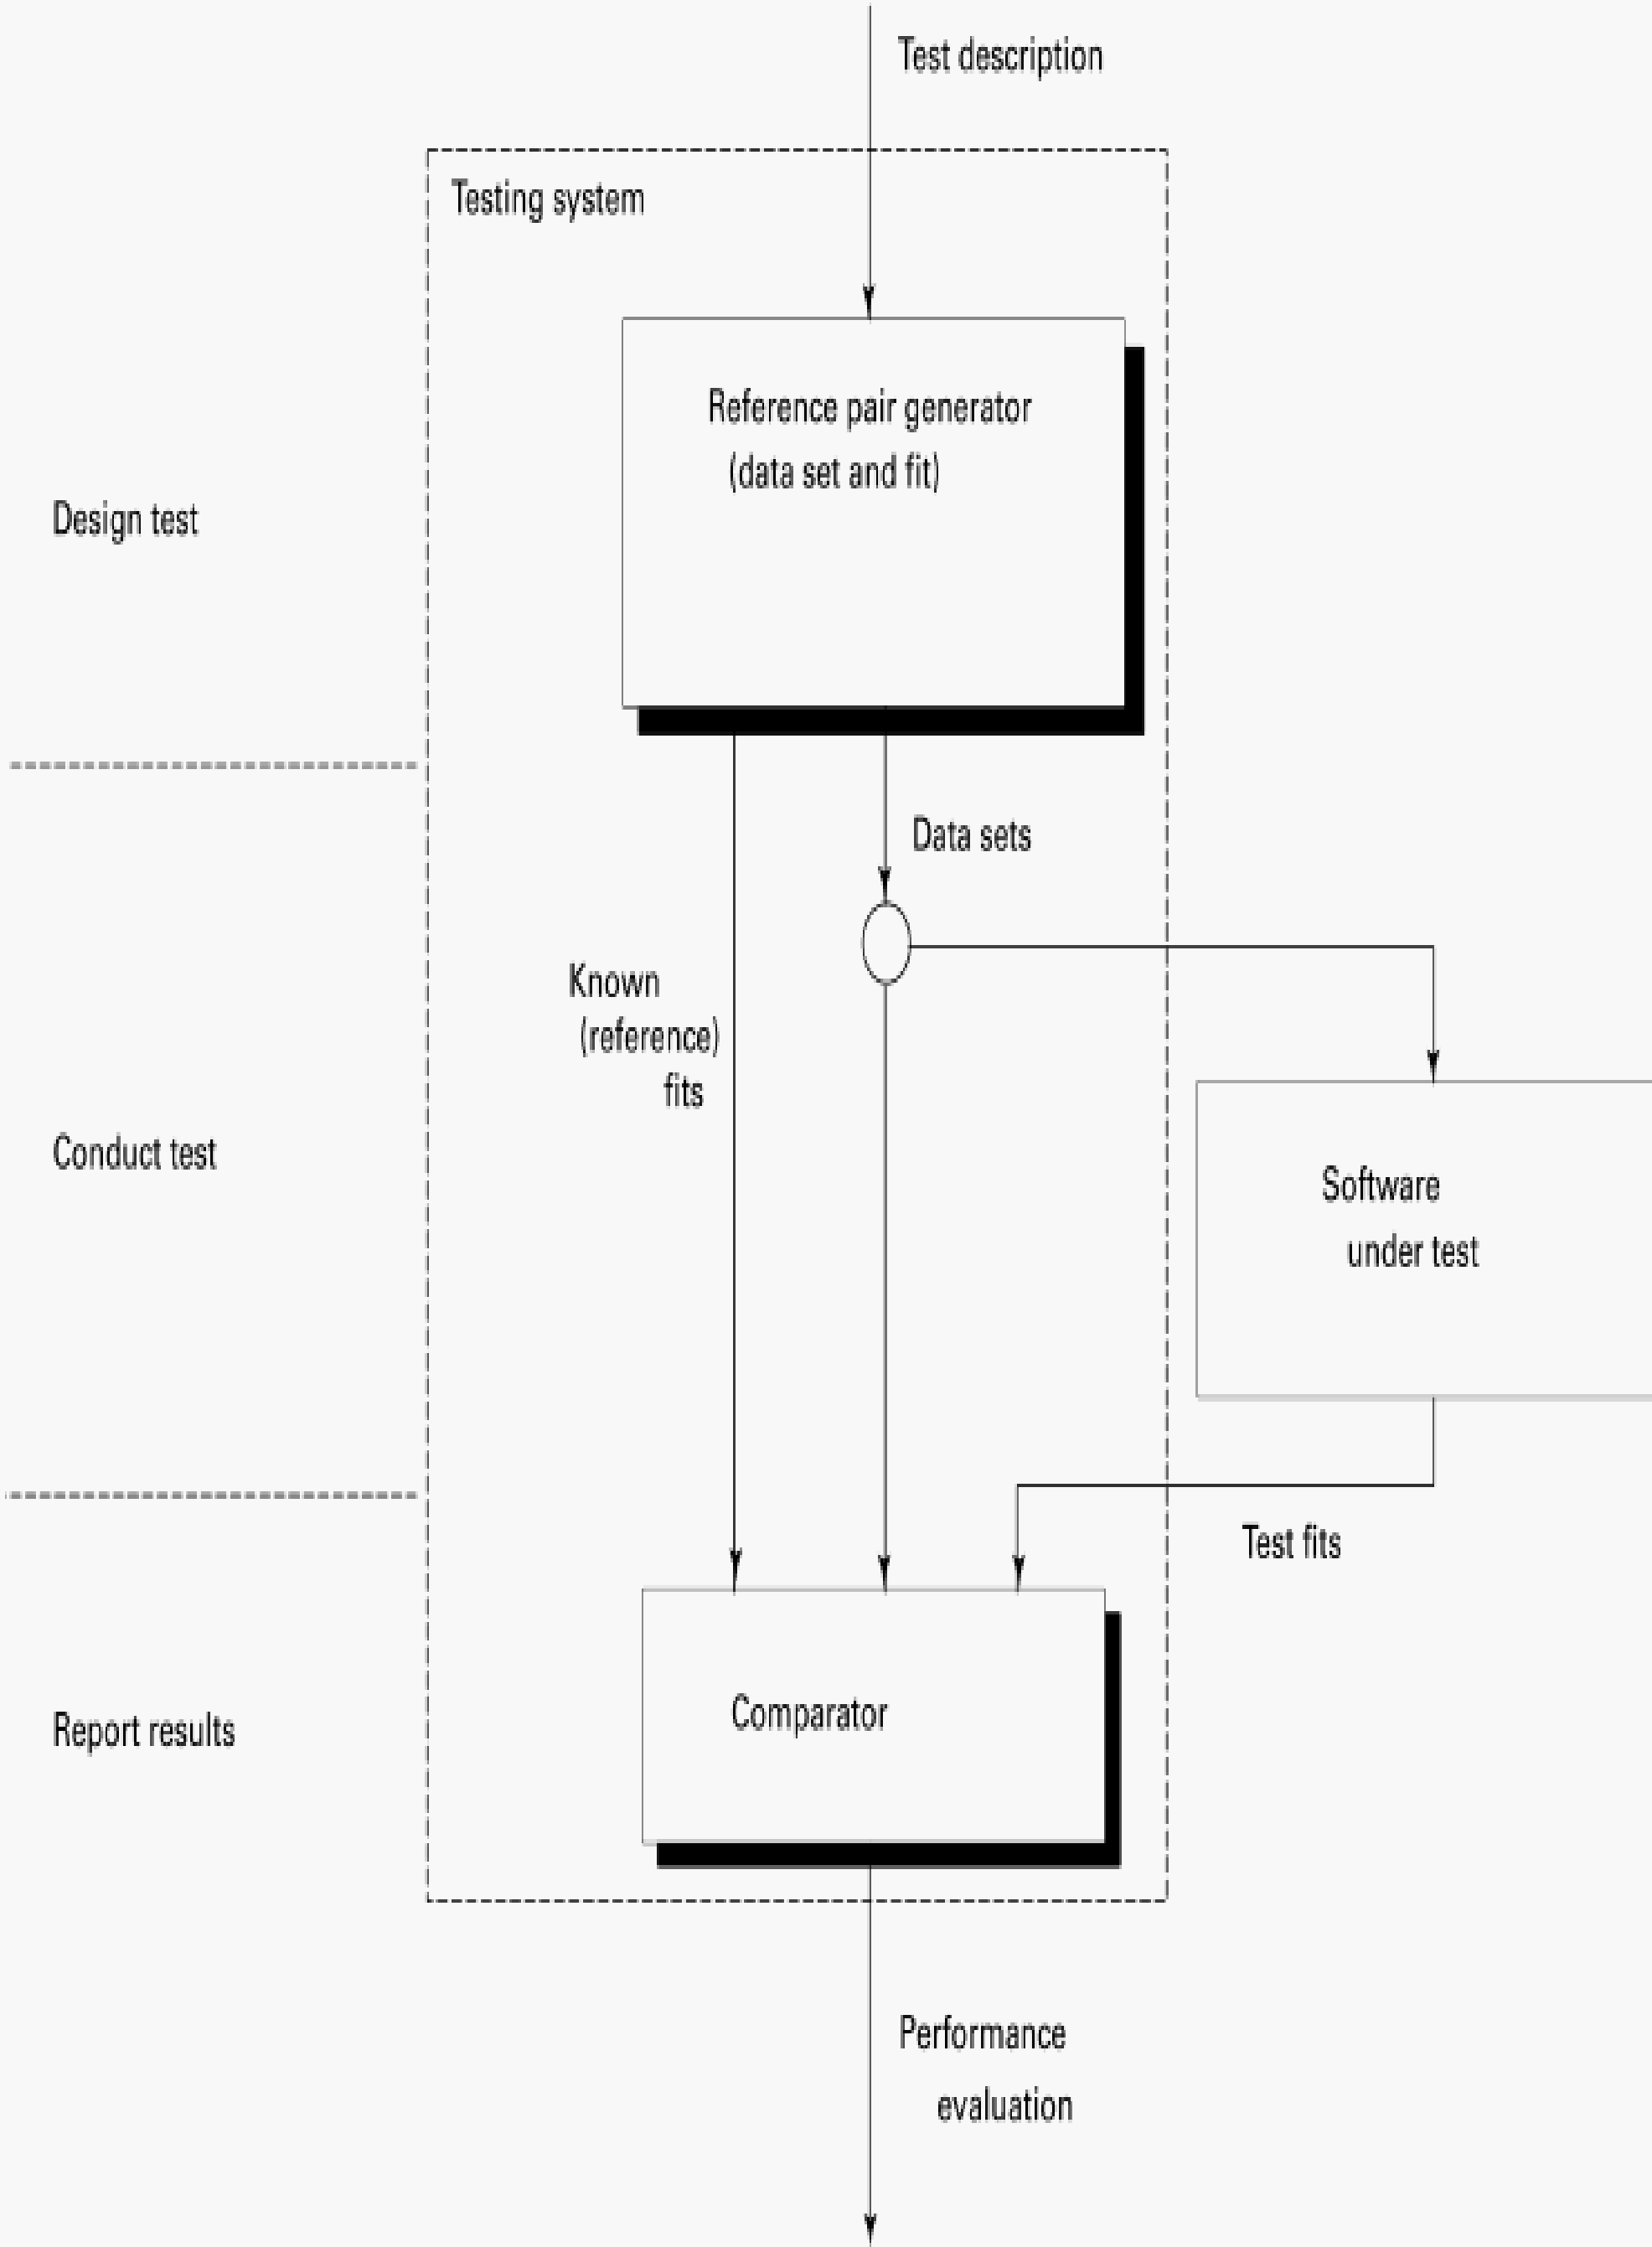 Test description
Testing system
Reference pair generator
(data set and fit)
Design test
Data sets
Known
(reference)
fits
Conduct test
Software
under test
Test fits
Comparator
Report results
Performance
evaluation